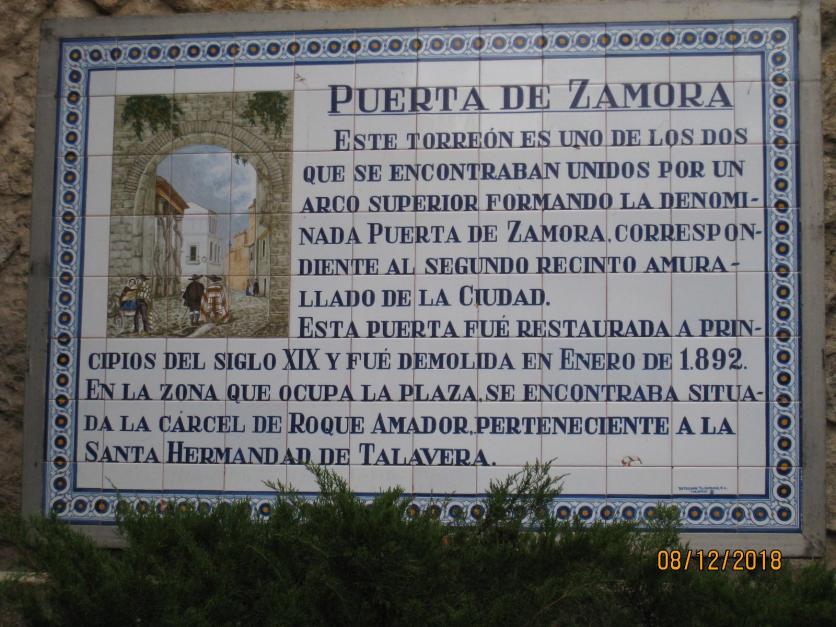 PUERTA DE ZAMORA
ESTE TORREÓN ES UNO DE LOS DOS
QUE SE ENCONTRABAN UNIDOS POR UN
ARCO SUPERIOR FORMANDO LA DENOMI-
NADA PUERTA DE ZAMORA, CORRESPON-
DIENTE AL SEGUNDO RECINTO AMURA-
LLADO DE LA CIUDAD.
ESTA PUERTA FUÉ RESTAURADA A PRIN-
CIPIOS DEL SIGLO XIX Y FUÉ DEMOLIDA EN ENERO DE 1.892.
EN LA ZONA QUE OCUPA LA PLAZA, SE ENCONTRABA SITUA-
DA LA CÁRCEL DE ROQUE AMADOR, PERTENECIENTE A LA
SANTA HERMANDAD DE TALAVERA.
08/12/2018